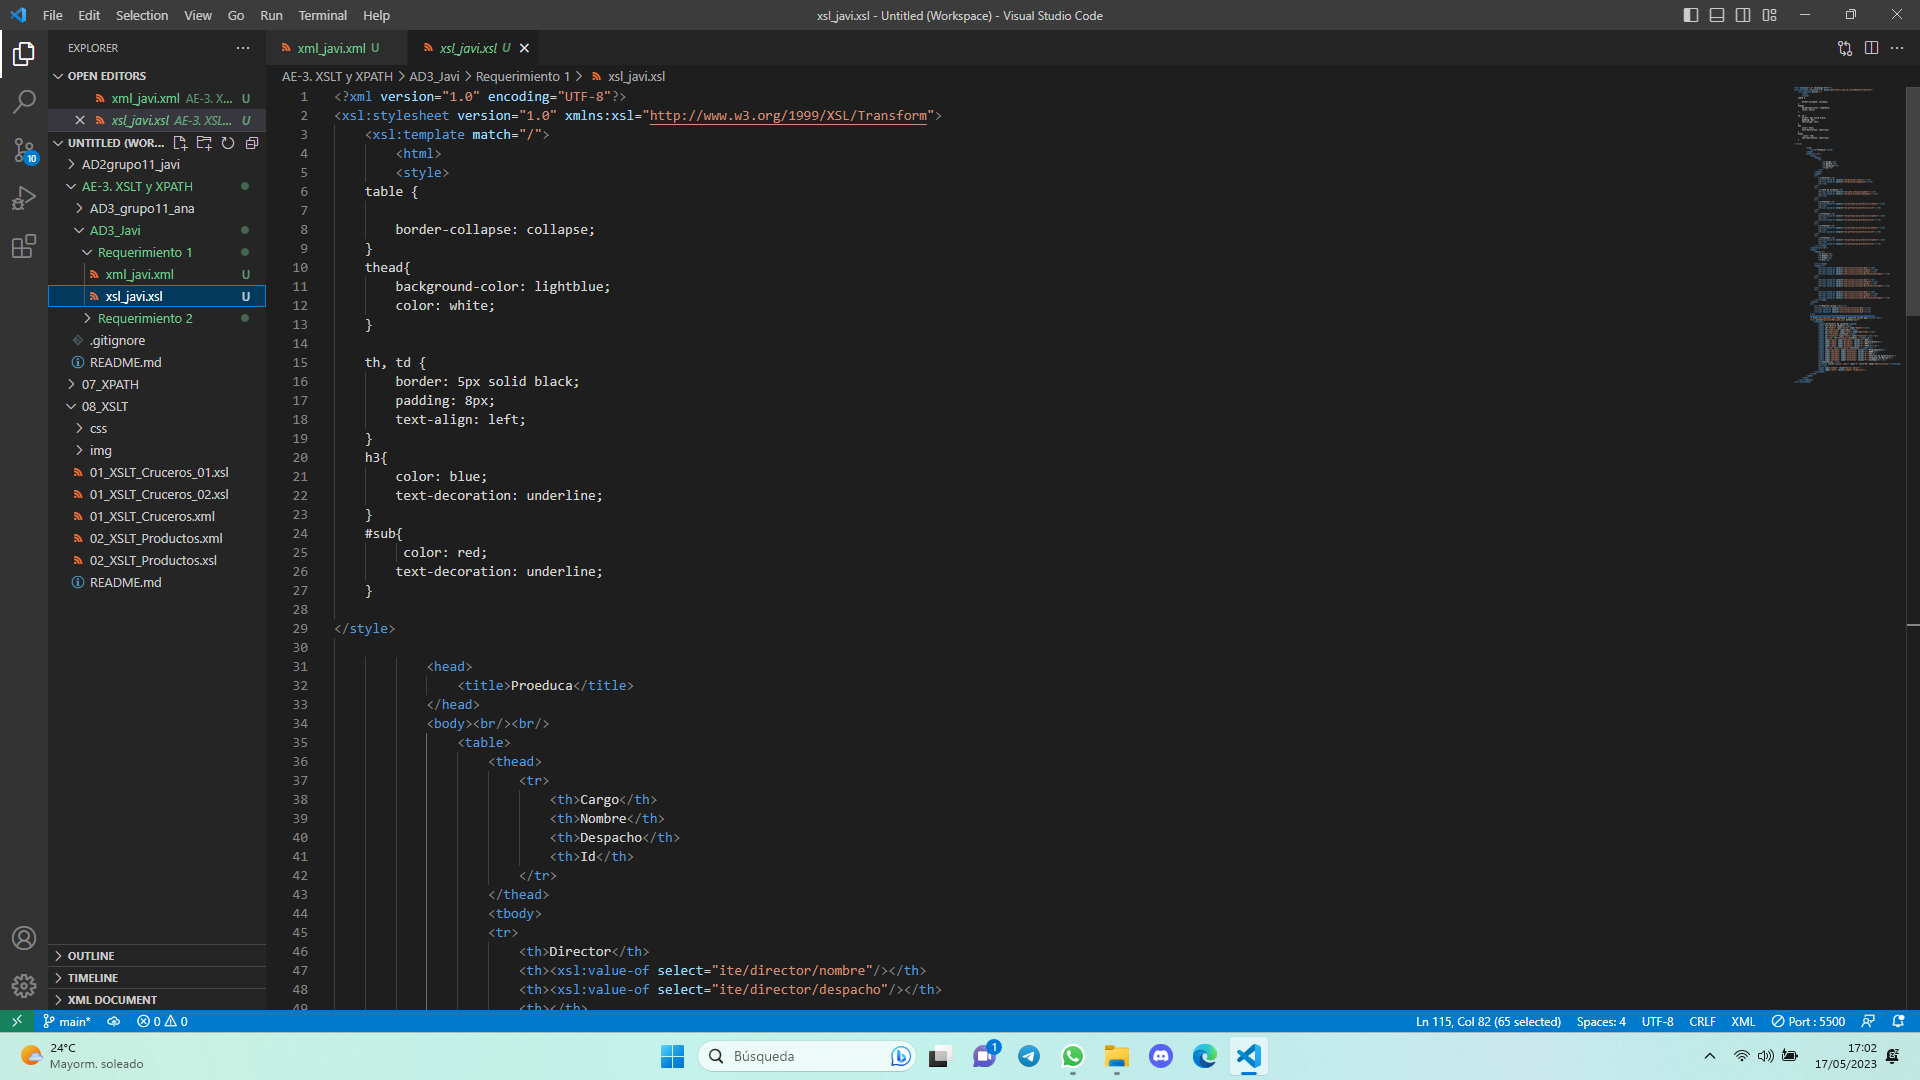 File Edit Selection View Go Run Terminal Help
xsl_javi.xsl - Untitled (Workspace) - Visual Studio Code
EXPLORER
OPEN EDITORS
xml_javi.xml AE-3. X... U
xsl_javi.xsl AE-3. XSL... U
UNTITLED (WOR...
AD2grupo11_javi
AE-3. XSLT y XPATH
AD3_grupo11_ana
AD3_Javi
Requerimiento 1
xml_javi.xml U
xsl_javi.xsl U
Requerimiento 2
.gitignore
README.md
07_XPATH
08_XSLT
css
img
01_XSLT_Cruceros_01.xsl
01_XSLT_Cruceros_02.xsl
01_XSLT_Cruceros.xml
02_XSLT_Productos.xml
02_XSLT_Productos.xsl
README.md
OUTLINE
TIMELINE
XML DOCUMENT
10
xml_javi.xml U
xsl_javi.xsl U
AE-3. XSLT y XPATH > AD3_Javi > Requerimiento 1 > xsl_javi.xsl
1 <?xml version="1.0" encoding="UTF-8"?>
2 <xsl:stylesheet version="1.0" xmlns:xsl="http://www.w3.org/1999/XSL/Transform">
3 <xsl:template match="/">
4 <html>
5 <style>
6 table {
7
8 border-collapse: collapse;
9 }
10 thead{
11 background-color: lightblue;
12 color: white;
13 }
14
15 th, td {
16 border: 5px solid black;
17 padding: 8px;
18 text-align: left;
19 }
20 h3{
21 color: blue;
22 text-decoration: underline;
23 }
24 #sub{
25 color: red;
26 text-decoration: underline;
27 }
28
29 </style>
30
31 <head>
32 <title>Proeduca</title>
33 </head>
34 <body><br/><br/>
35 <table>
36 <thead>
37 <tr>
38 <th>Cargo</th>
39 <th>Nombre</th>
40 <th>Despacho</th>
41 <th>Id</th>
42 </tr>
43 </thead>
44 <tbody>
45 <tr>
46 <th>Director</th>
47 <th><xsl:value-of select="ite/director/nombre"/></th>
48 <th><xsl:value-of select="ite/director/despacho"/></th>
49 <th></th>
main* 0 0
Ln 115, Col 82 (65 selected) Spaces: 4 UTF-8 CRLF XML Port : 5500
24°C
Mayorm. soleado
Búsqueda
1
17:02
17/05/2023